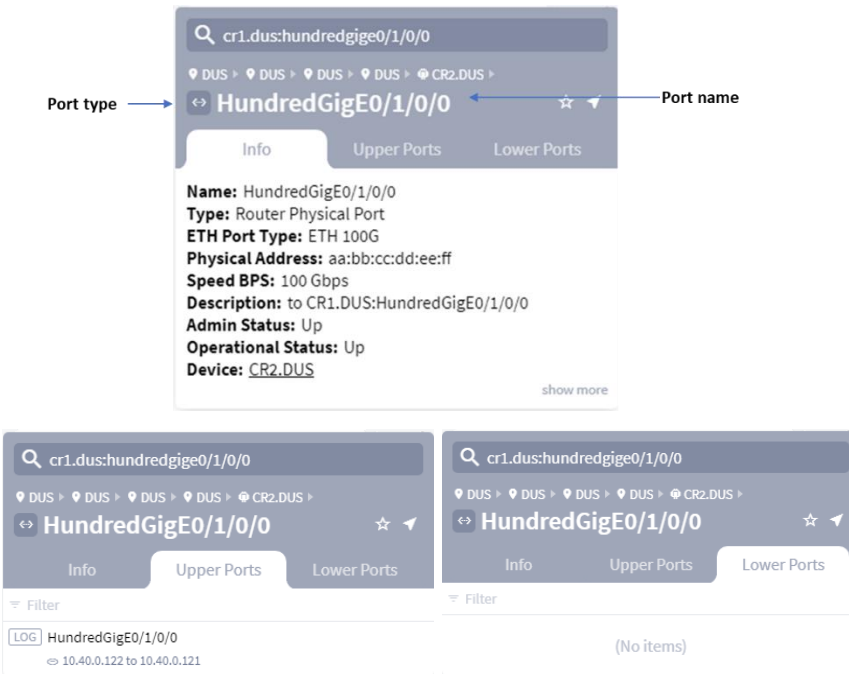 cr1.dus:hundredgige0/1/0/0
DUS DUS DUS DUS CR2.DUS
Port type
HundredGigE0/1/0/0
Port name
Info Upper Ports Lower Ports
Name: HundredGigE0/1/0/0
Type: Router Physical Port
ETH Port Type: ETH 100G
Physical Address: aa:bb:cc:dd:ee:ff
Speed BPS: 100 Gbps
Description: to CR1.DUS:HundredGigE0/1/0/0
Admin Status: Up
Operational Status: Up
Device: CR2.DUS
show more
cr1.dus:hundredgige0/1/0/0
DUS DUS DUS DUS CR2.DUS
HundredGigE0/1/0/0
Info Upper Ports Lower Ports
Filter
LOG HundredGigE0/1/0/0
10.40.0.122 to 10.40.0.121
cr1.dus:hundredgige0/1/0/0
DUS DUS DUS DUS CR2.DUS
HundredGigE0/1/0/0
Info Upper Ports Lower Ports
Filter
(No items)